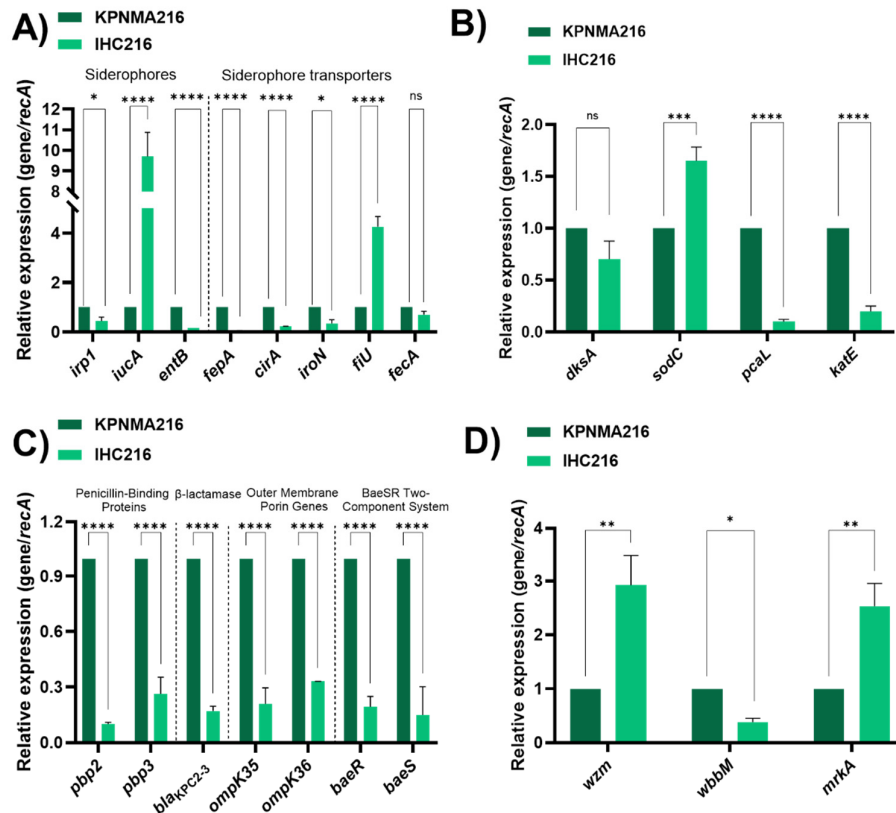 A)
KPNMA216
IHC216
Siderophores
Siderophore transporters
* **** **** **** **** * **** ns
Relative expression (gene/recA)
12
11
10
9
8
4
2
0
irp1 iucA entB fepA cirA iroN fiU fecA
B)
KPNMA216
IHC216
ns *** **** ****
Relative expression (gene/recA)
2.0
1.5
1.0
0.5
0.0
dksA sodC pcaL katE
C)
KPNMA216
IHC216
Penicillin-Binding
Proteins
β-lactamase
Outer Membrane
Porin Genes
BaeSR Two-
Component System
**** **** **** **** **** **** ****
Relative expression (gene/recA)
1.2
0.9
0.6
0.3
0.0
pbp2 pbp3 blaKPC2-3 ompK35 ompK36 baeR baeS
D)
KPNMA216
IHC216
** * **
Relative expression (gene/recA)
4
3
2
1
0
wzm wbbM mrkA